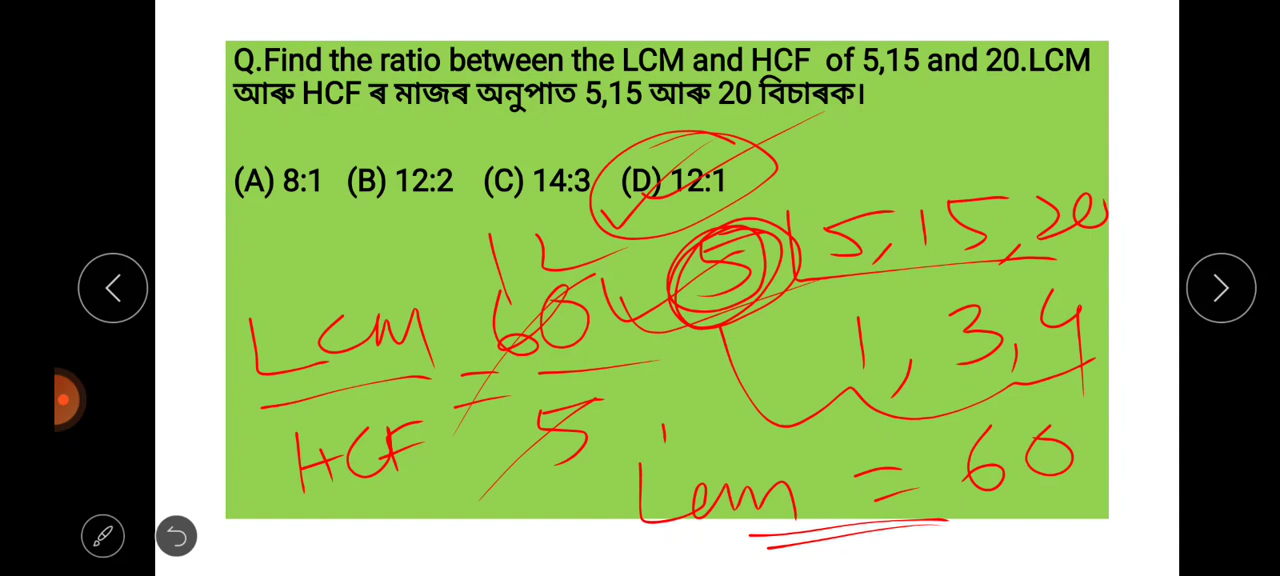 Q.Find the ratio between the LCM and HCF of 5,15 and 20.LCM
আৰু HCF ৰ মাজৰ অনুপাত 5,15 আৰু 20 বিচাৰক।
(A) 8:1 (B) 12:2 (C) 14:3 (D) 12:1
5 5, 15, 20
12
1, 3, 4
LCM = 60
HCF = 5
Lcm = 60